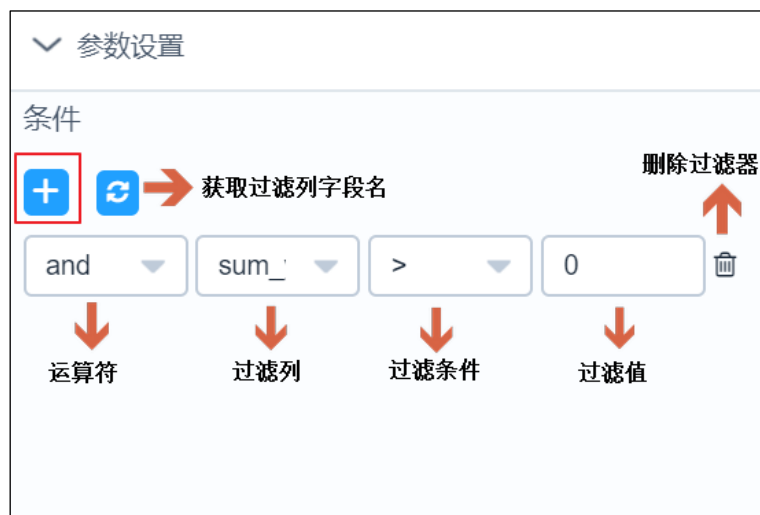 参数设置
条件
删除过滤器
获取过滤列字段名
and sum_ > 0
运算符 过滤列 过滤条件 过滤值